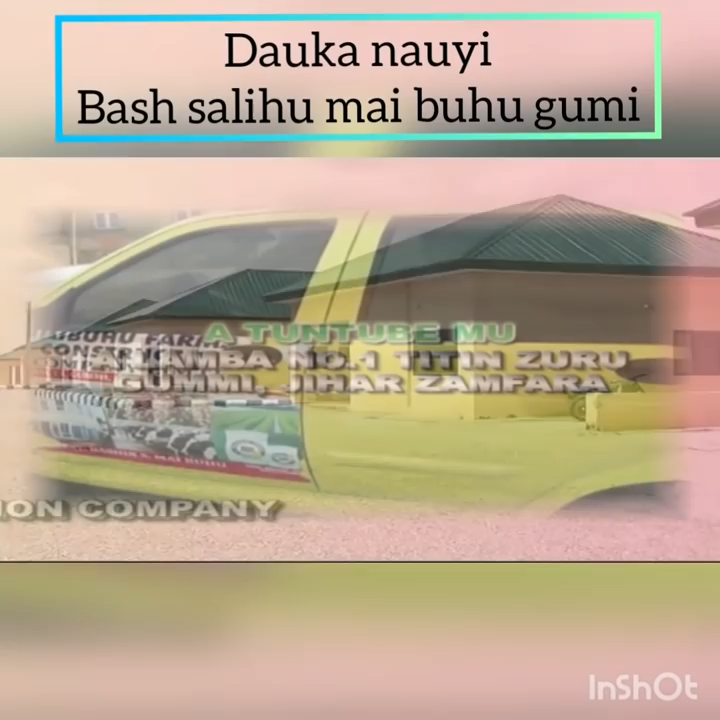 Dauka nauyi
Bash salihu mai buhu gumi
A TUNTUBE MU
NO.1 TITIN ZURU
GUMMI, JIHAR ZAMFARA
ION COMPANY
InShOt